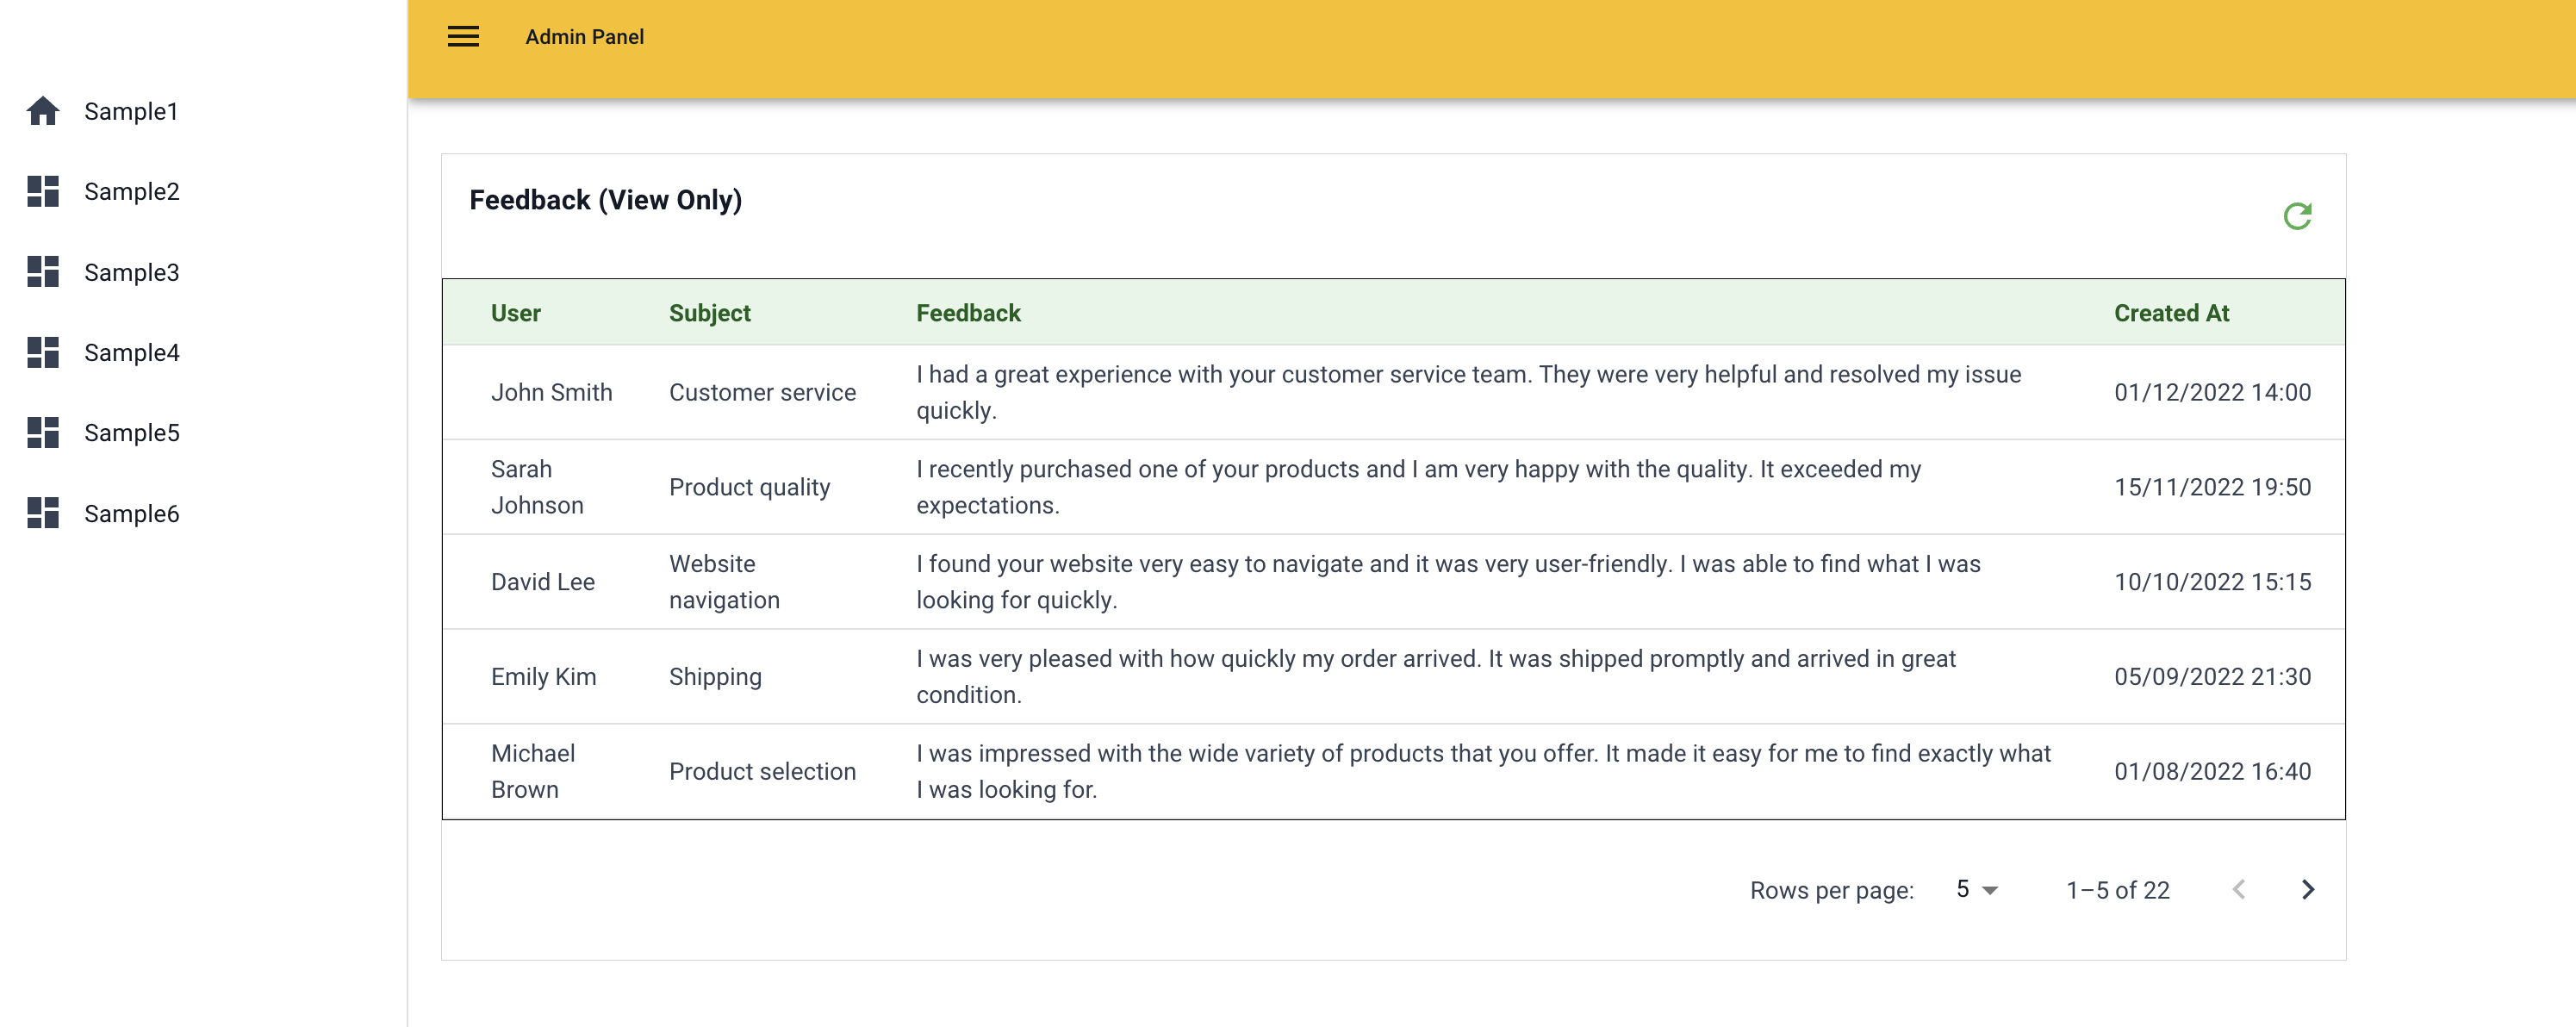 Admin Panel
Sample1
Sample2
Sample3
Sample4
Sample5
Sample6
Feedback (View Only)
User Subject Feedback Created At
John Smith Customer service I had a great experience with your customer service team. They were very helpful and resolved my issue
quickly. 01/12/2022 14:00
Sarah
Johnson Product quality I recently purchased one of your products and I am very happy with the quality. It exceeded my
expectations. 15/11/2022 19:50
David Lee Website
navigation I found your website very easy to navigate and it was very user-friendly. I was able to find what I was
looking for quickly. 10/10/2022 15:15
Emily Kim Shipping I was very pleased with how quickly my order arrived. It was shipped promptly and arrived in great
condition. 05/09/2022 21:30
Michael
Brown Product selection I was impressed with the wide variety of products that you offer. It made it easy for me to find exactly what
I was looking for. 01/08/2022 16:40
Rows per page: 5 1–5 of 22